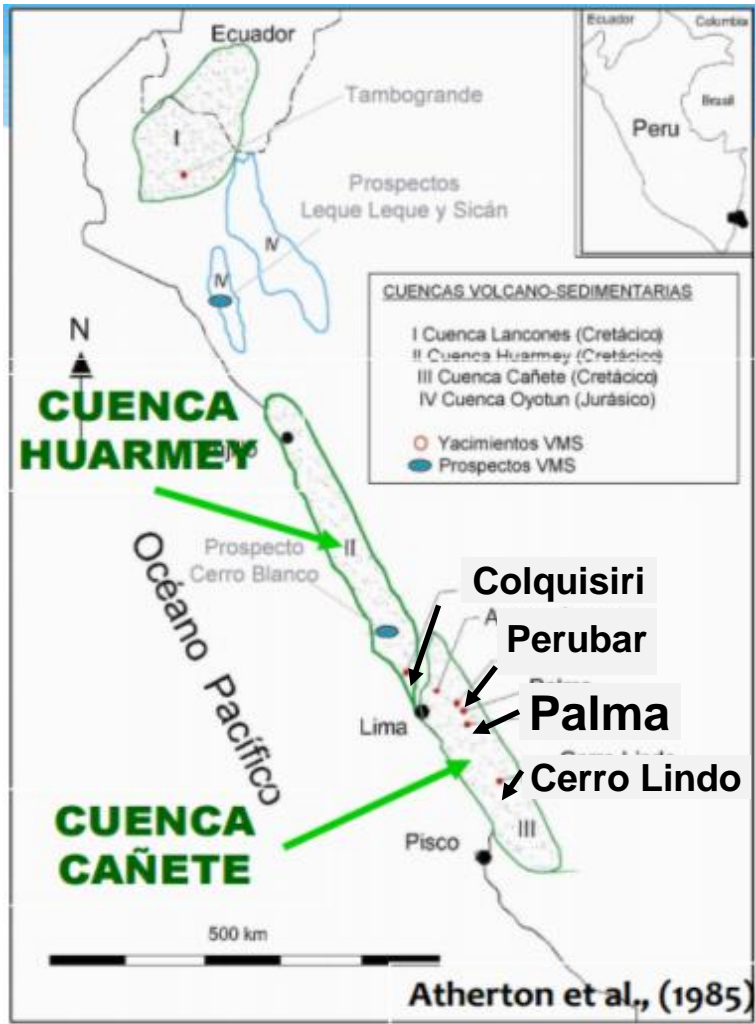 Ecuador
Tambogrande
I
Prospectos
Leque Leque y Sicán
IV
IV
Ecuador
Columbia
Brasil
Peru
CUENCAS VOLCANO-SEDIMENTARIAS
I Cuenca Lancones (Cretácico)
II Cuenca Huarmey (Cretácico)
III Cuenca Cañete (Cretácico)
IV Cuenca Oyotun (Jurásico)
Yacimientos VMS
Prospectos VMS
N
CUENCA
HUARMEY
II
Prospecto
Cerro Blanco
Océano Pacífico
Colquisiri
Perubar
Palma
Lima
Cerro Lindo
CUENCA
CAÑETE
Pisco
III
500 km
Atherton et al., (1985)